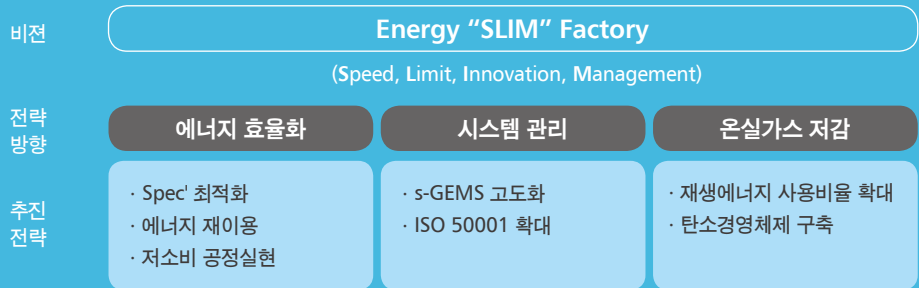 비젼
Energy “SLIM” Factory
(Speed, Limit, Innovation, Management)
전략
방향
에너지 효율화
시스템 관리
온실가스 저감
추진
전략
· Spec' 최적화
· 에너지 재이용
· 저소비 공정실현
· s-GEMS 고도화
· ISO 50001 확대
· 재생에너지 사용비율 확대
· 탄소경영체제 구축